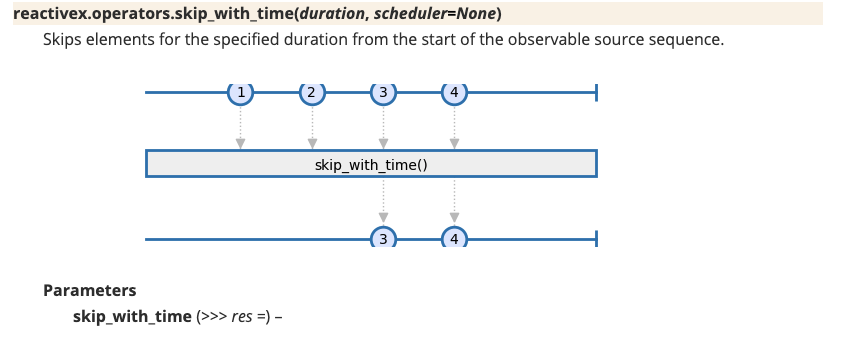 reactivex.operators.skip_with_time(duration, scheduler=None)
Skips elements for the specified duration from the start of the observable source sequence.
1 2 3 4
skip_with_time()
3 4
Parameters
skip_with_time (>>> res =) –